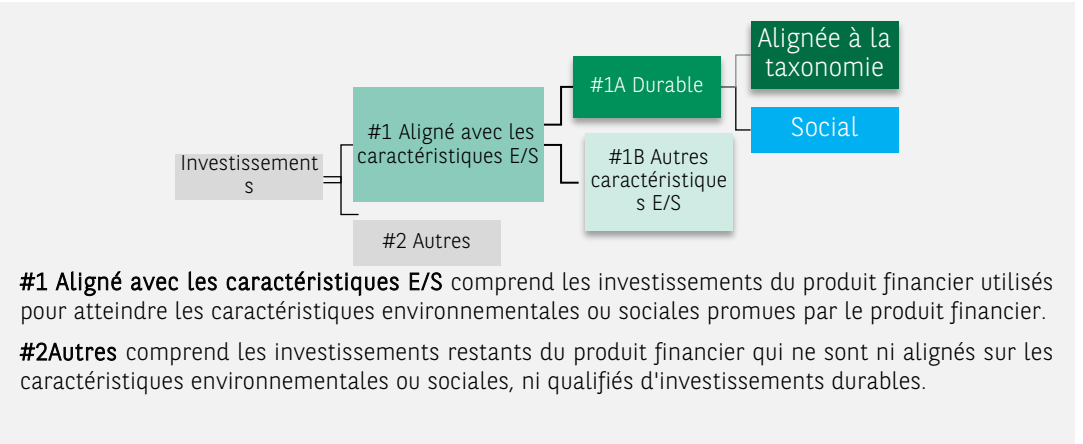 Investissement
s
#1 Aligné avec les
caractéristiques E/S
#2 Autres
#1A Durable
#1B Autres
caractéristique
s E/S
Alignée à la
taxonomie
Social
#1 Aligné avec les caractéristiques E/S comprend les investissements du produit financier utilisés
pour atteindre les caractéristiques environnementales ou sociales promues par le produit financier.
#2Autres comprend les investissements restants du produit financier qui ne sont ni alignés sur les
caractéristiques environnementales ou sociales, ni qualifiés d'investissements durables.